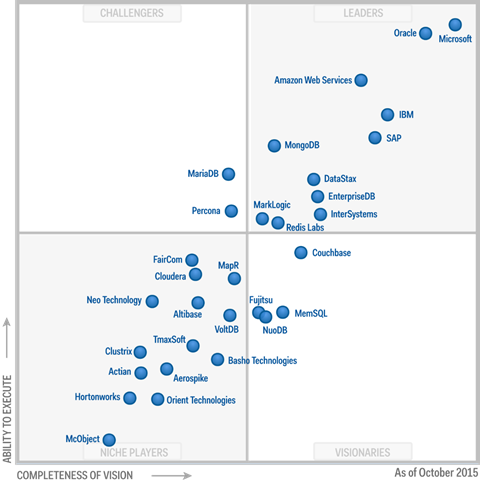 CHALLENGERS
LEADERS
Oracle
Microsoft
Amazon Web Services
IBM
SAP
MongoDB
MariaDB
DataStax
EnterpriseDB
Percona
MarkLogic
InterSystems
Redis Labs
Couchbase
FairCom
Cloudera
MapR
Neo Technology
Altibase
VoltDB
Fujitsu
MemSQL
NuoDB
TmaxSoft
Clustrix
Basho Technologies
Actian
Aerospike
Hortonworks
Orient Technologies
McObject
NICHE PLAYERS
VISIONARIES
ABILITY TO EXECUTE
COMPLETENESS OF VISION
As of October 2015